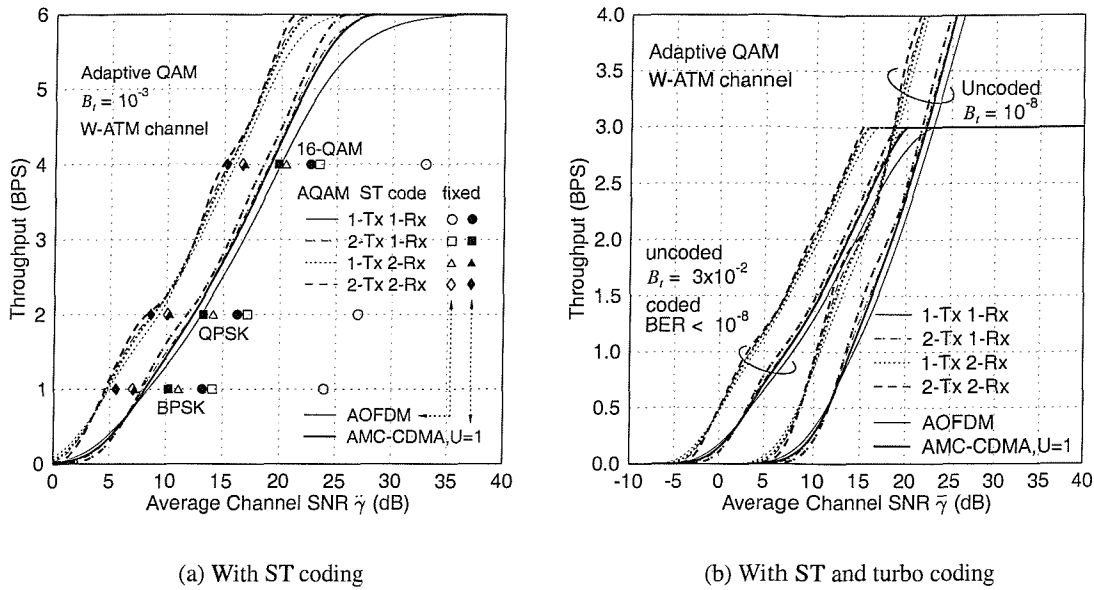 6
5
4
3
2
1
0
Throughput (BPS)
Adaptive QAM
Bt = 10-3
W-ATM channel
16-QAM
AQAM ST code fixed
1-Tx 1-Rx
2-Tx 1-Rx
1-Tx 2-Rx
2-Tx 2-Rx
QPSK
BPSK
AOFDM
AMC-CDMA,U=1
0 5 10 15 20 25 30 35 40
Average Channel SNR γ̄ (dB)
(a) With ST coding
4.0
3.5
3.0
2.5
2.0
1.5
1.0
0.5
0.0
Throughput (BPS)
Adaptive QAM
W-ATM channel
Uncoded
Bt = 10-8
uncoded
Bt = 3x10-2
coded
BER < 10-8
1-Tx 1-Rx
2-Tx 1-Rx
1-Tx 2-Rx
2-Tx 2-Rx
AOFDM
AMC-CDMA,U=1
-10 -5 0 5 10 15 20 25 30 35 40
Average Channel SNR γ̄ (dB)
(b) With ST and turbo coding